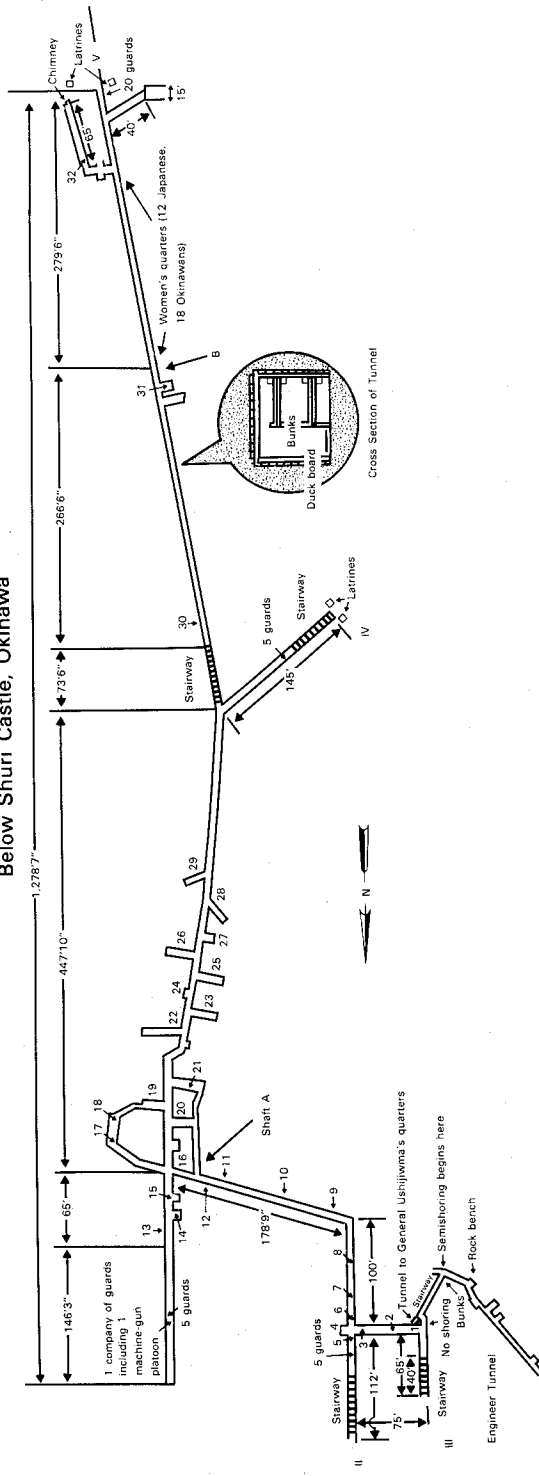 Below Shuri Castle, Okinawa
1,278'7"
146'3"
65'
447'10"
73'6"
266'6"
279'6"
1 company of guards
including 1
machine-gun
platoon
5 guards
13
14
15
16
17
18
19
20
21
22
23
24
25
26
27
28
29
Shaft A
178'9"
12
11
10
9
8
7
6
5
4
3
2
1
100'
5 guards
Stairway
112'
65'
40'
75'
II
III
Stairway
Tunnel to General Ushijiwma's quarters
Stairway
Semishoring begins here
No shoring
Bunks
Rock bench
Engineer Tunnel
N
Stairway
30
145'
5 guards
Stairway
Latrines
IV
31
B
Women's quarters (12 Japanese,
18 Okinawans)
Bunks
Duck board
Cross Section of Tunnel
32
65'
Chimney
Latrines
V
20 guards
40'
15'